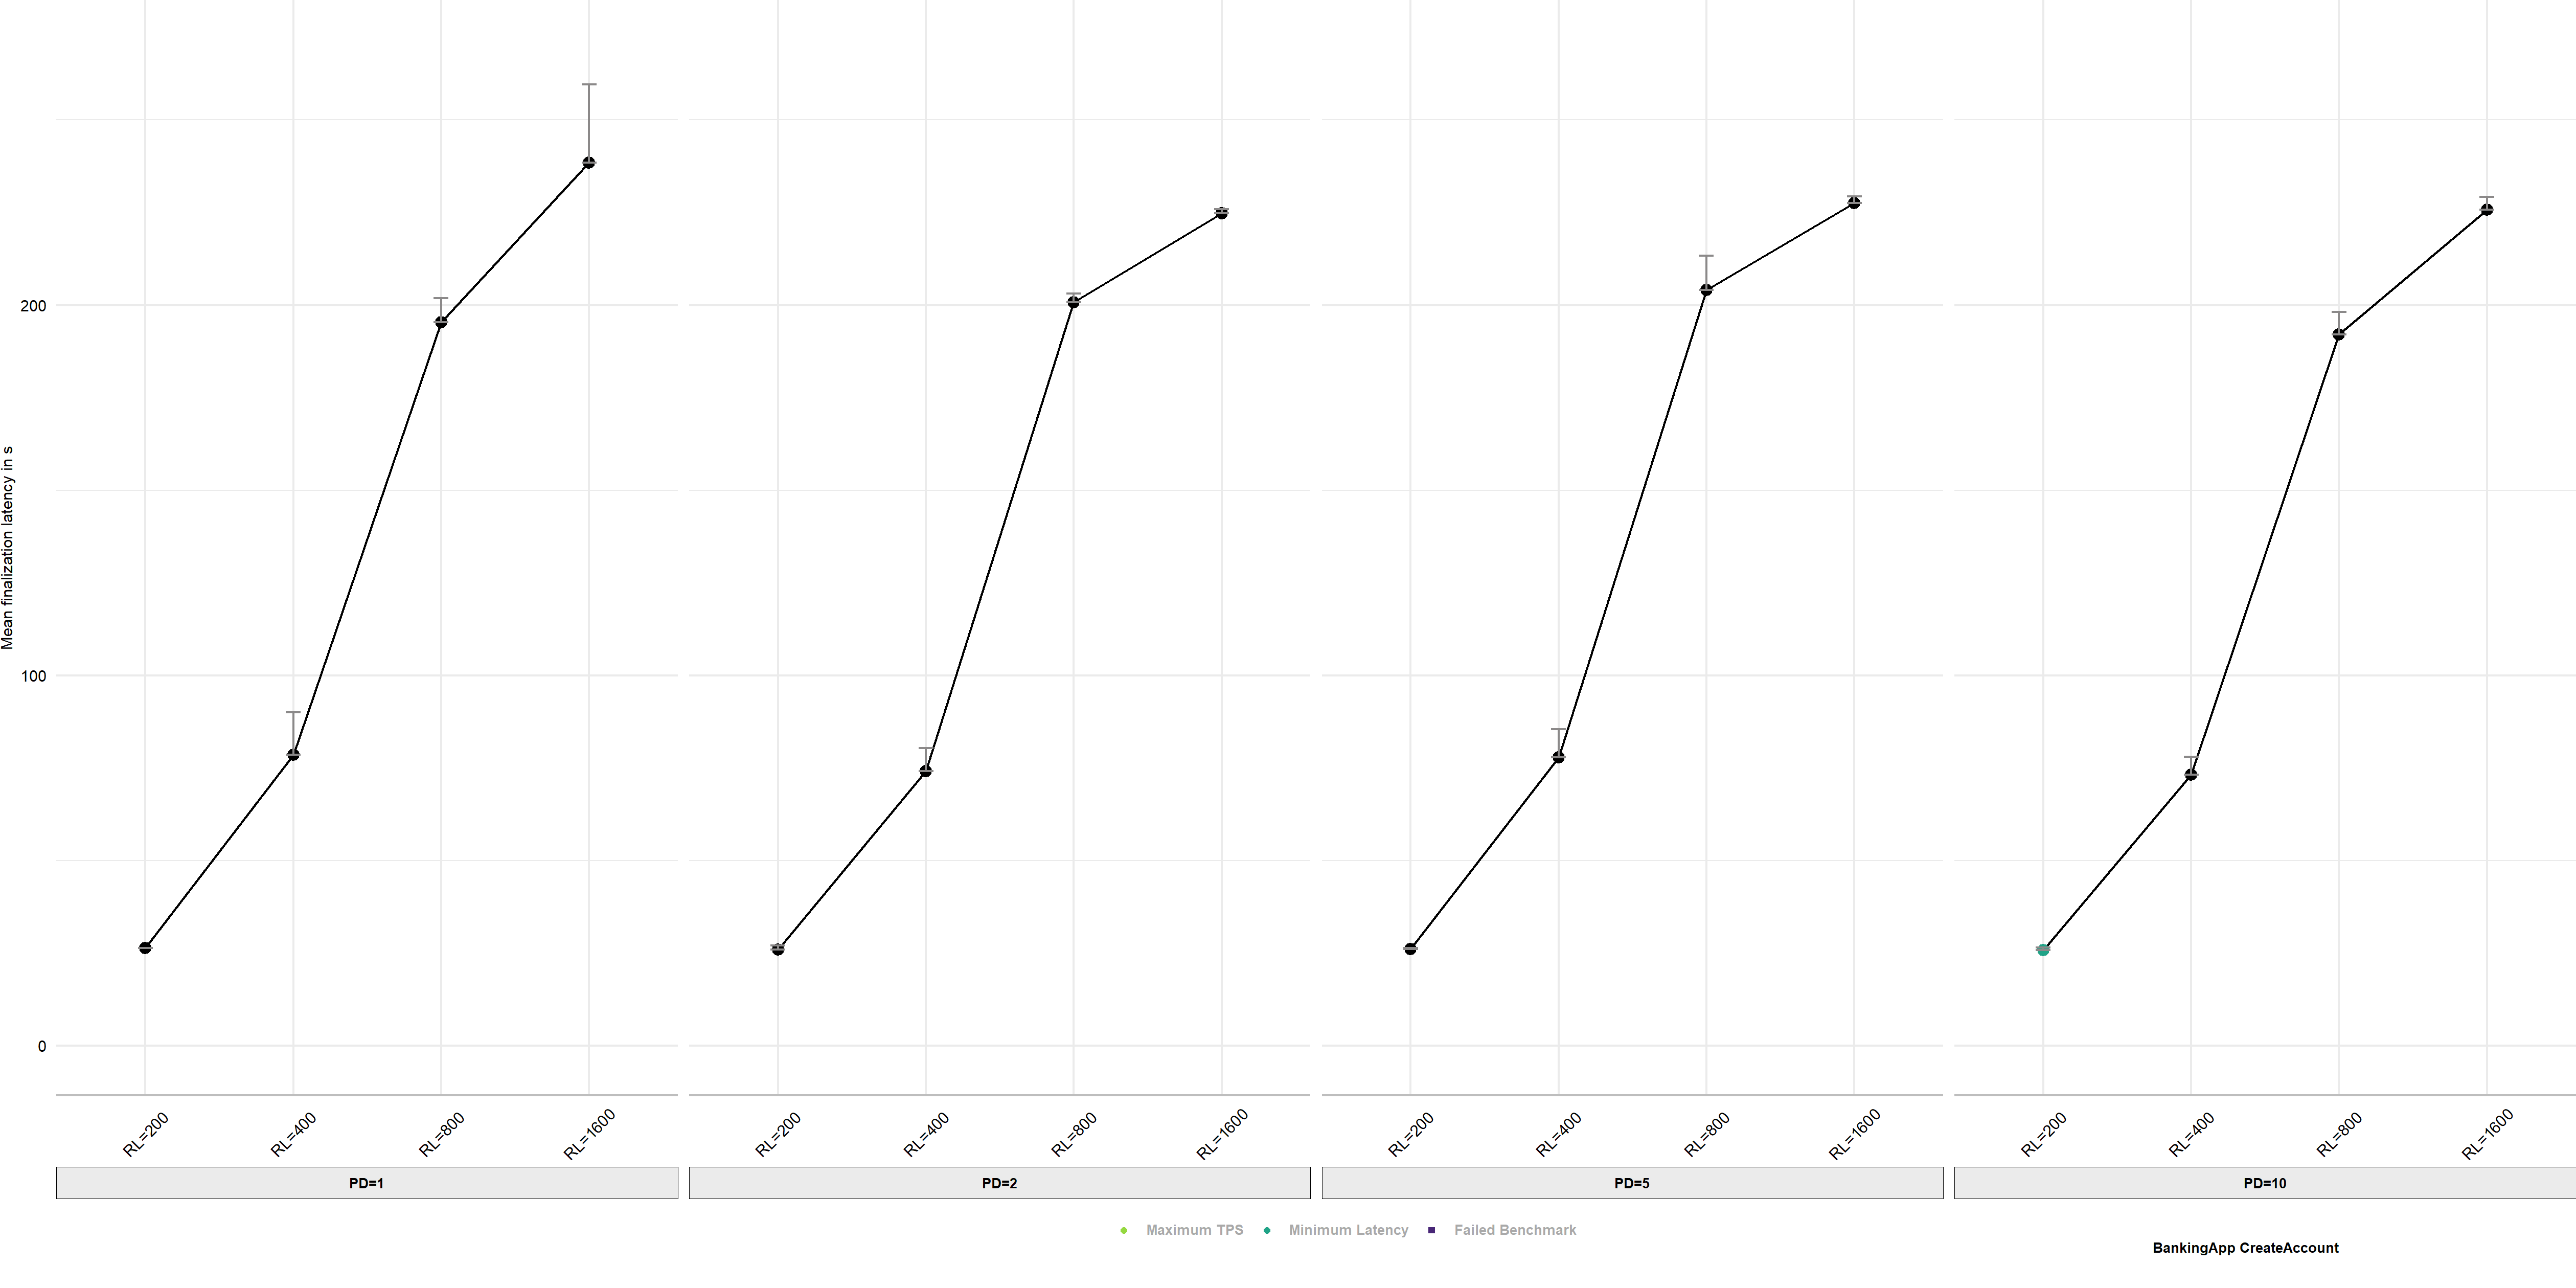 Mean finalization latency in s
200
100
0
RL=200 RL=400 RL=800 RL=1600 RL=200 RL=400 RL=800 RL=1600 RL=200 RL=400 RL=800 RL=1600 RL=200 RL=400 RL=800 RL=1600
PD=1 PD=2 PD=5 PD=10
Maximum TPS Minimum Latency Failed Benchmark
BankingApp CreateAccount